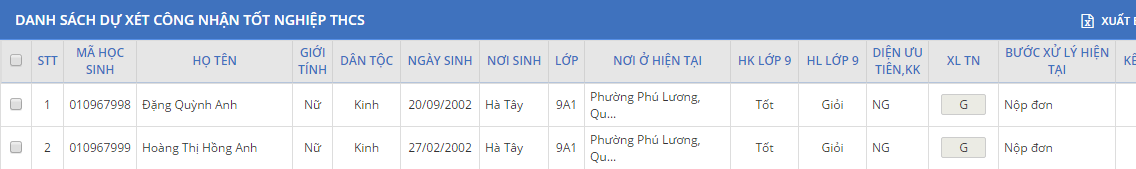 DANH SÁCH DỰ XÉT CÔNG NHẬN TỐT NGHIỆP THCS
XUẤT
STT
MÃ HỌC
SINH
HỌ TÊN
GIỚI
TÍNH
DÂN TỘC
NGÀY SINH
NƠI SINH
LỚP
NƠI Ở HIỆN TẠI
HK LỚP 9
HL LỚP 9
DIỆN ƯU
TIÊN,KK
XL TN
BƯỚC XỬ LÝ HIỆN
TẠI
1 010967998 Đặng Quỳnh Anh Nữ Kinh 20/09/2002 Hà Tây 9A1 Phường Phú Lương,
Qu... Tốt Giỏi NG G Nộp đơn
2 010967999 Hoàng Thị Hồng Anh Nữ Kinh 27/02/2002 Hà Tây 9A1 Phường Phú Lương,
Qu... Tốt Giỏi NG G Nộp đơn